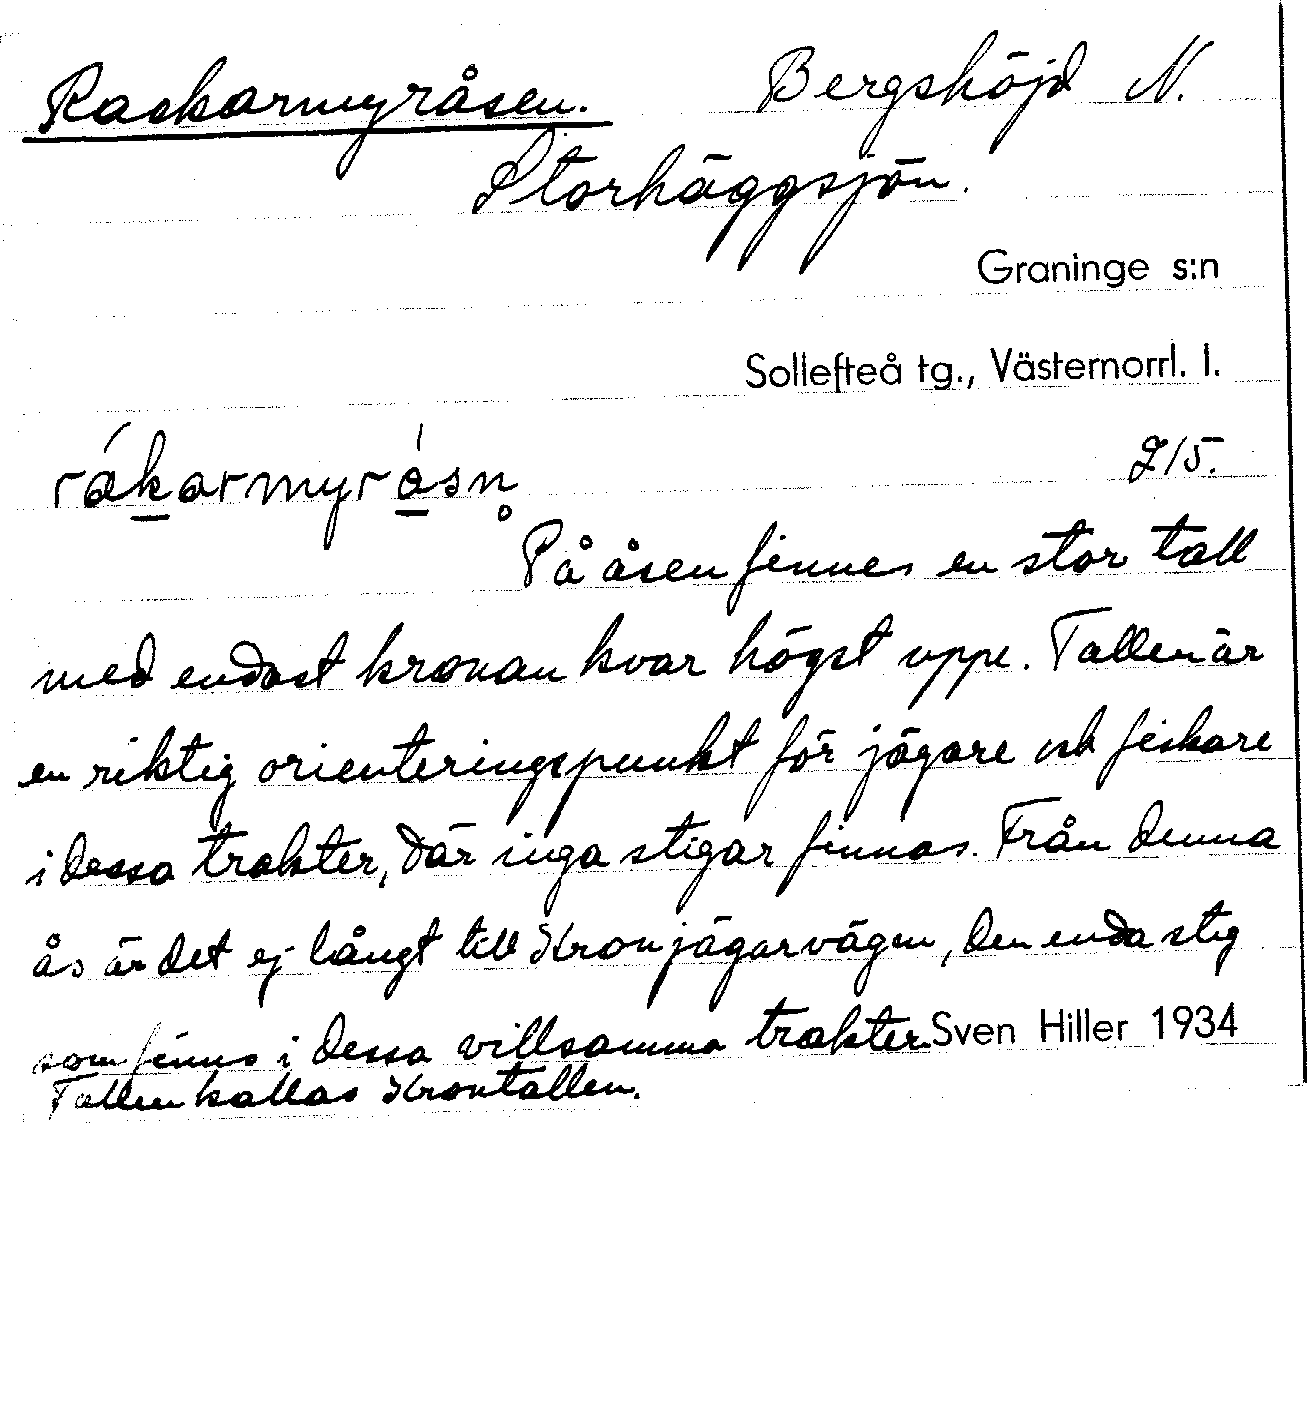 Raskarmyråsen. Bergshöjd N.
Storhäggsjön.
Graninge s:n
Sollefteå tg., Västernorrl. l.
215.
På åsen finnes en stor tall
med endast kronan kvar högst uppe. Tallen är
en riktig orienteringspunkt för jägare och fiskare
i dessa trakter, där inga stigar finnas. Från denna
ås är det ej långt till Kronjägarvägen, den enda stig
som finns i dessa villsamma trakter Sven Hiller 1934
Tallen kallas Krontallen.